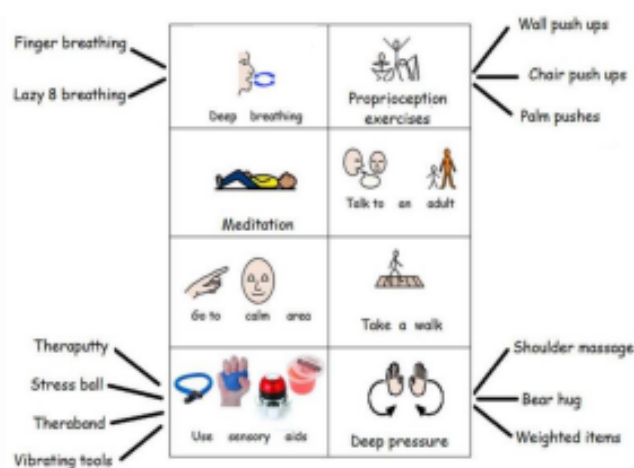 Finger breathing
Lazy 8 breathing
Deep breathing
Proprioception
exercises
Wall push ups
Chair push ups
Palm pushes
Meditation
Talk to an adult
Go to calm area
Take a walk
Theraputty
Stress ball
Theraband
Vibrating tools
Use sensory aids
Deep pressure
Shoulder massage
Bear hug
Weighted items